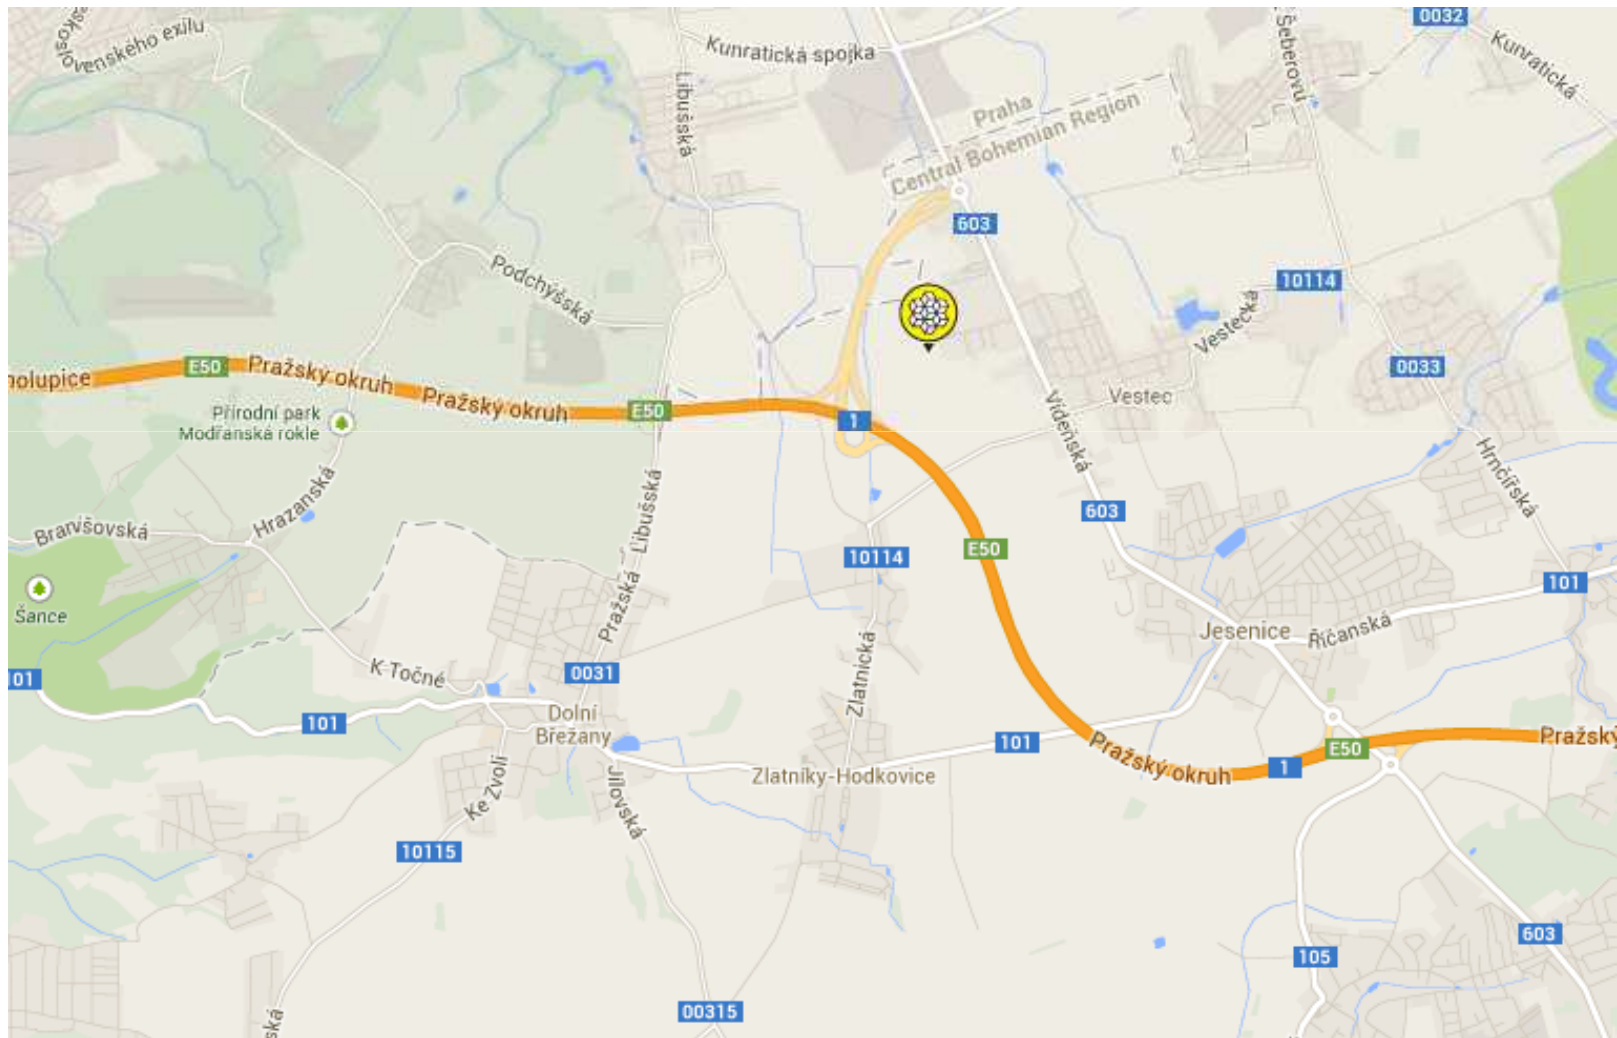 0032
Šeberovů
Kunratická
Kunratická spojka
Libušská
Praha
Central Bohemian Region
603
Podchýšská
10114
Vestecká
0033
E50
Pražský okruh
Pražský okruh
E50
Vestec
Vídeňská
Přírodní park
Modřanská rokle
1
Hrnčířská
Hrazanská
Libušská
603
Branišovská
E50
10114
101
Šance
Pražská
Jesenice
Říčanská
K Točné
0031
Zlatnická
101
101
Dolní
Břežany
101
Pražský okruh
E50
Pražský
Zlatníky-Hodkovice
1
Ke Zvoli
Jílovská
10115
603
105
00315